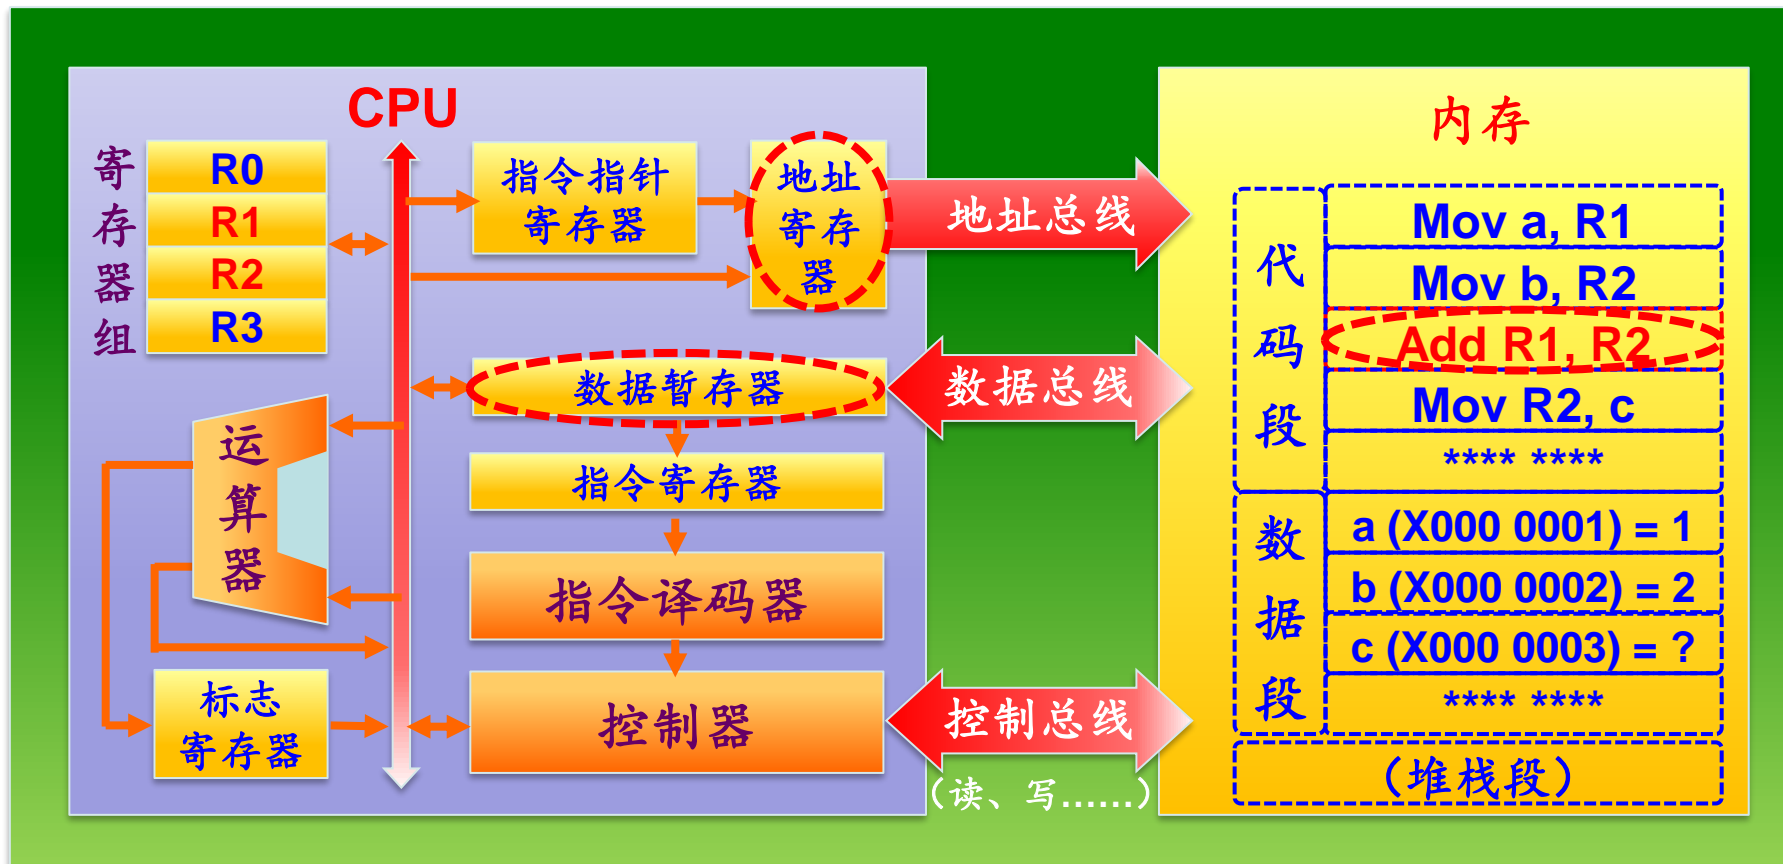 CPU
寄存器组
R0
R1
R2
R3
指令指针
寄存器
地址
寄存
器
数据暂存器
指令寄存器
指令译码器
控制器
运算器
标志
寄存器
地址总线
数据总线
控制总线
（读、写......）
内存
代码段
Mov a, R1
Mov b, R2
Add R1, R2
Mov R2, c
**** ****
数据段
a (X000 0001) = 1
b (X000 0002) = 2
c (X000 0003) = ?
**** ****
（堆栈段）